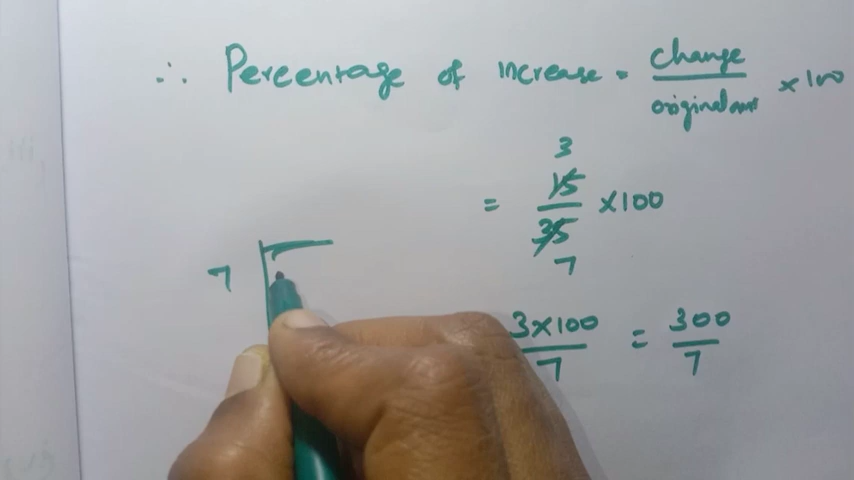 ∴ Percentage of increase = change / original × 100
3
= 15 / 35 × 100
7
7
3×100 / 7 = 300 / 7